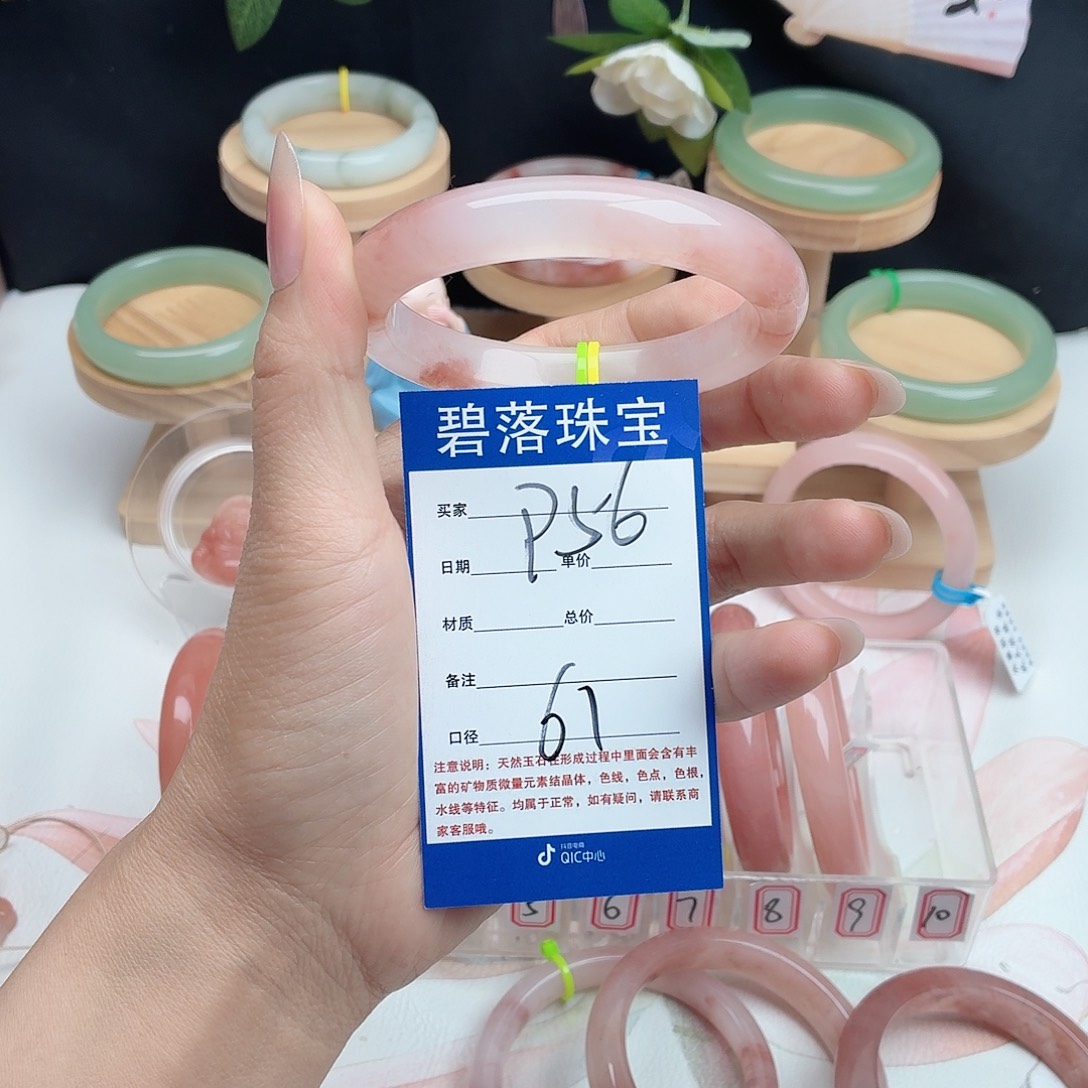 碧落珠宝
买家 P56
日期 单价
材质 总价
备注
口径 61
注意说明：天然玉石在形成过程中里面会含有丰
富的矿物质微量元素结晶体，色线，色点，色根，
水线等特征。均属于正常，如有疑问，请联系商
家客服哦。
抖音电商
QIC中心
5 6 7 8 9 10